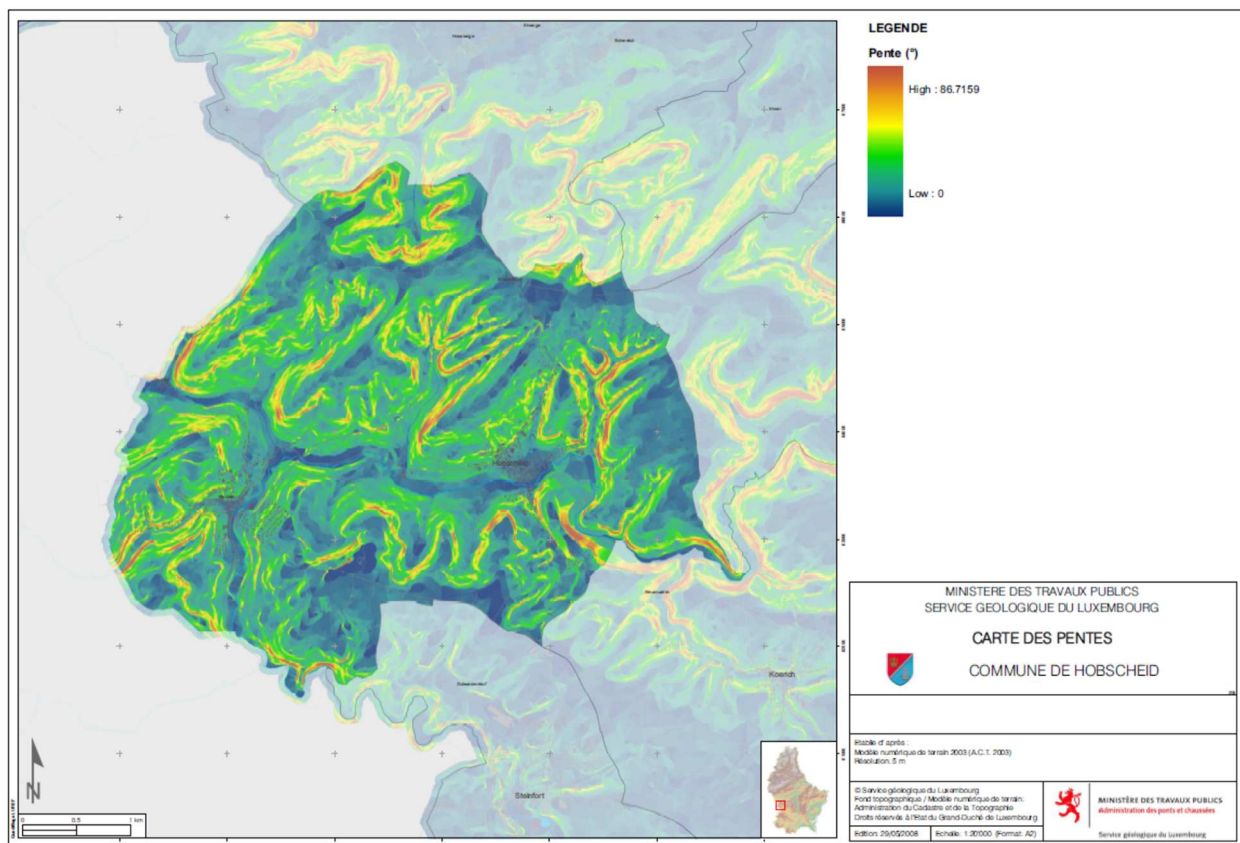 LEGENDE
Pente (°)
High : 86.7159
Low : 0
Koerich
Steinfort
N
0 0.5 1 km
MINISTERE DES TRAVAUX PUBLICS
SERVICE GEOLOGIQUE DU LUXEMBOURG
CARTE DES PENTES
COMMUNE DE HOBSCHEID
Etablie d'après :
Modèle numérique de terrain 2003 (A.C.T. 2003)
Résolution: 5 m
© Service géologique du Luxembourg
Fond topographique / Modèle numérique de terrain:
Administration du Cadastre et de la Topographie
Droits réservés à l'Etat du Grand-Duché de Luxembourg
Edition: 29/05/2008
Echelle: 1:20'000 (Format: A2)
MINISTÈRE DES TRAVAUX PUBLICS
Administration des ponts et chaussées
Service géologique du Luxembourg